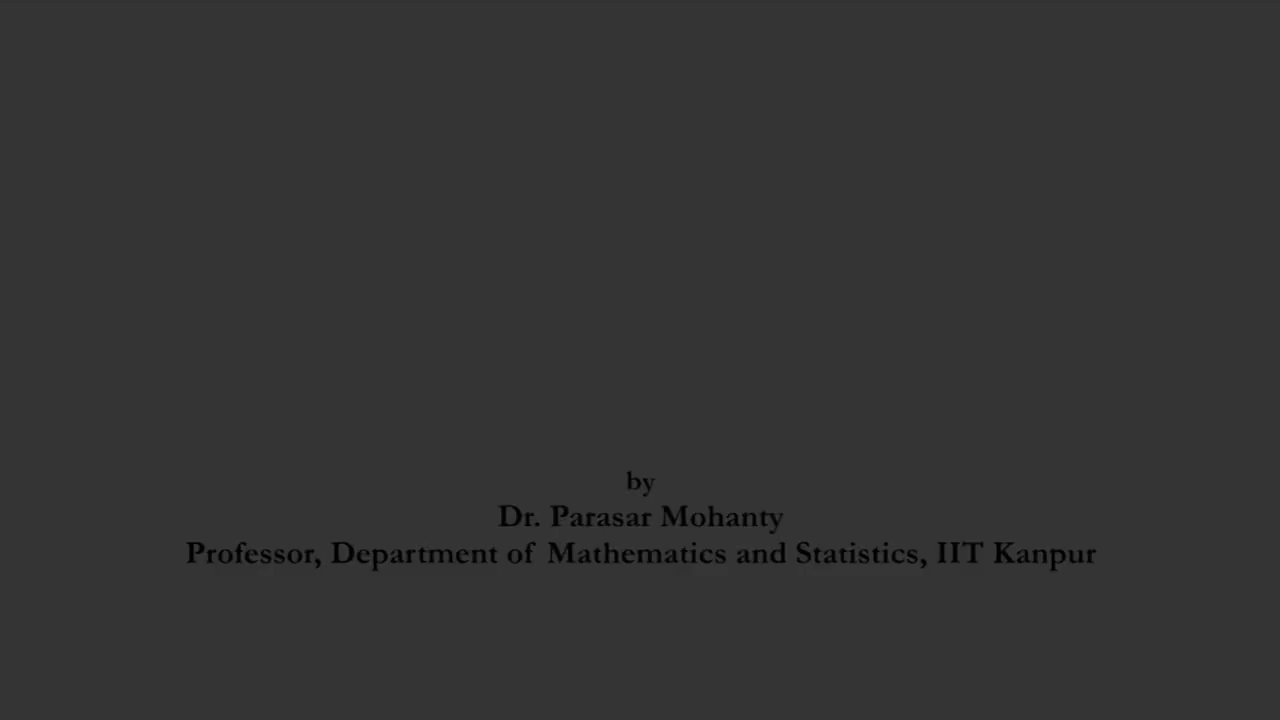 by
Dr. Parasar Mohanty
Professor, Department of Mathematics and Statistics, IIT Kanpur